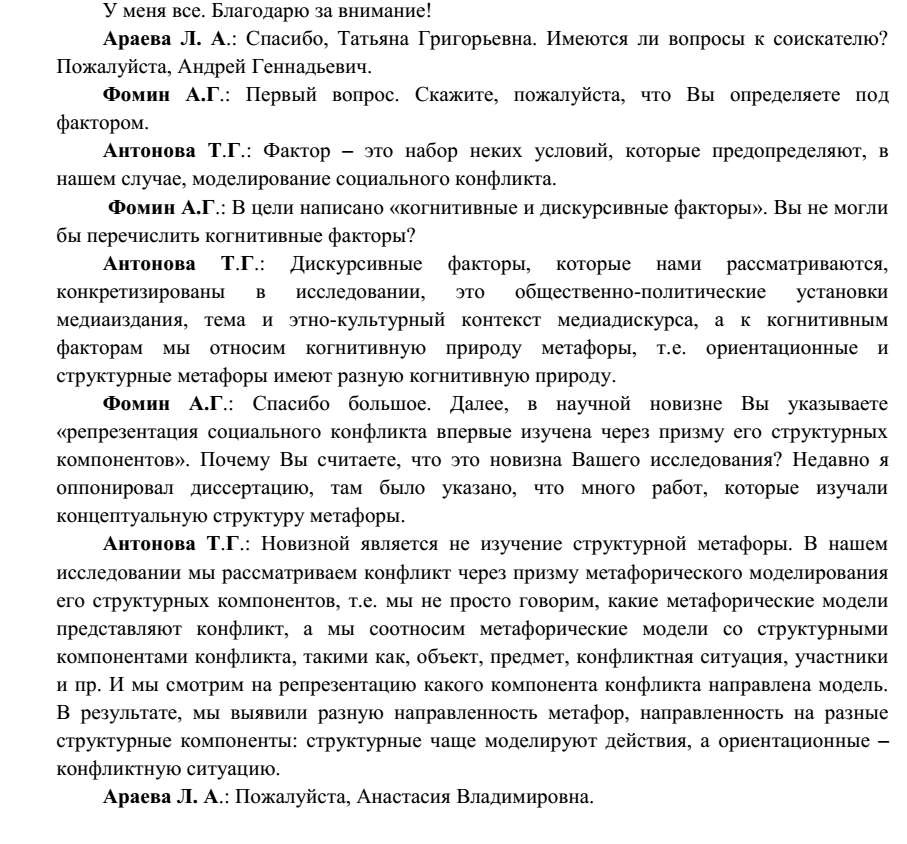 У меня все. Благодарю за внимание!
Араева Л. А.: Спасибо, Татьяна Григорьевна. Имеются ли вопросы к соискателю?
Пожалуйста, Андрей Геннадьевич.
Фомин А.Г.: Первый вопрос. Скажите, пожалуйста, что Вы определяете под
фактором.
Антонова Т.Г.: Фактор – это набор неких условий, которые предопределяют, в
нашем случае, моделирование социального конфликта.
Фомин А.Г.: В цели написано «когнитивные и дискурсивные факторы». Вы не могли
бы перечислить когнитивные факторы?
Антонова Т.Г.: Дискурсивные факторы, которые нами рассматриваются,
конкретизированы в исследовании, это общественно-политические установки
медиаиздания, тема и этно-культурный контекст медиадискурса, а к когнитивным
факторам мы относим когнитивную природу метафоры, т.е. ориентационные и
структурные метафоры имеют разную когнитивную природу.
Фомин А.Г.: Спасибо большое. Далее, в научной новизне Вы указываете
«репрезентация социального конфликта впервые изучена через призму его структурных
компонентов». Почему Вы считаете, что это новизна Вашего исследования? Недавно я
оппонировал диссертацию, там было указано, что много работ, которые изучали
концептуальную структуру метафоры.
Антонова Т.Г.: Новизной является не изучение структурной метафоры. В нашем
исследовании мы рассматриваем конфликт через призму метафорического моделирования
его структурных компонентов, т.е. мы не просто говорим, какие метафорические модели
представляют конфликт, а мы соотносим метафорические модели со структурными
компонентами конфликта, такими как, объект, предмет, конфликтная ситуация, участники
и пр. И мы смотрим на репрезентацию какого компонента конфликта направлена модель.
В результате, мы выявили разную направленность метафор, направленность на разные
структурные компоненты: структурные чаще моделируют действия, а ориентационные –
конфликтную ситуацию.
Араева Л. А.: Пожалуйста, Анастасия Владимировна.